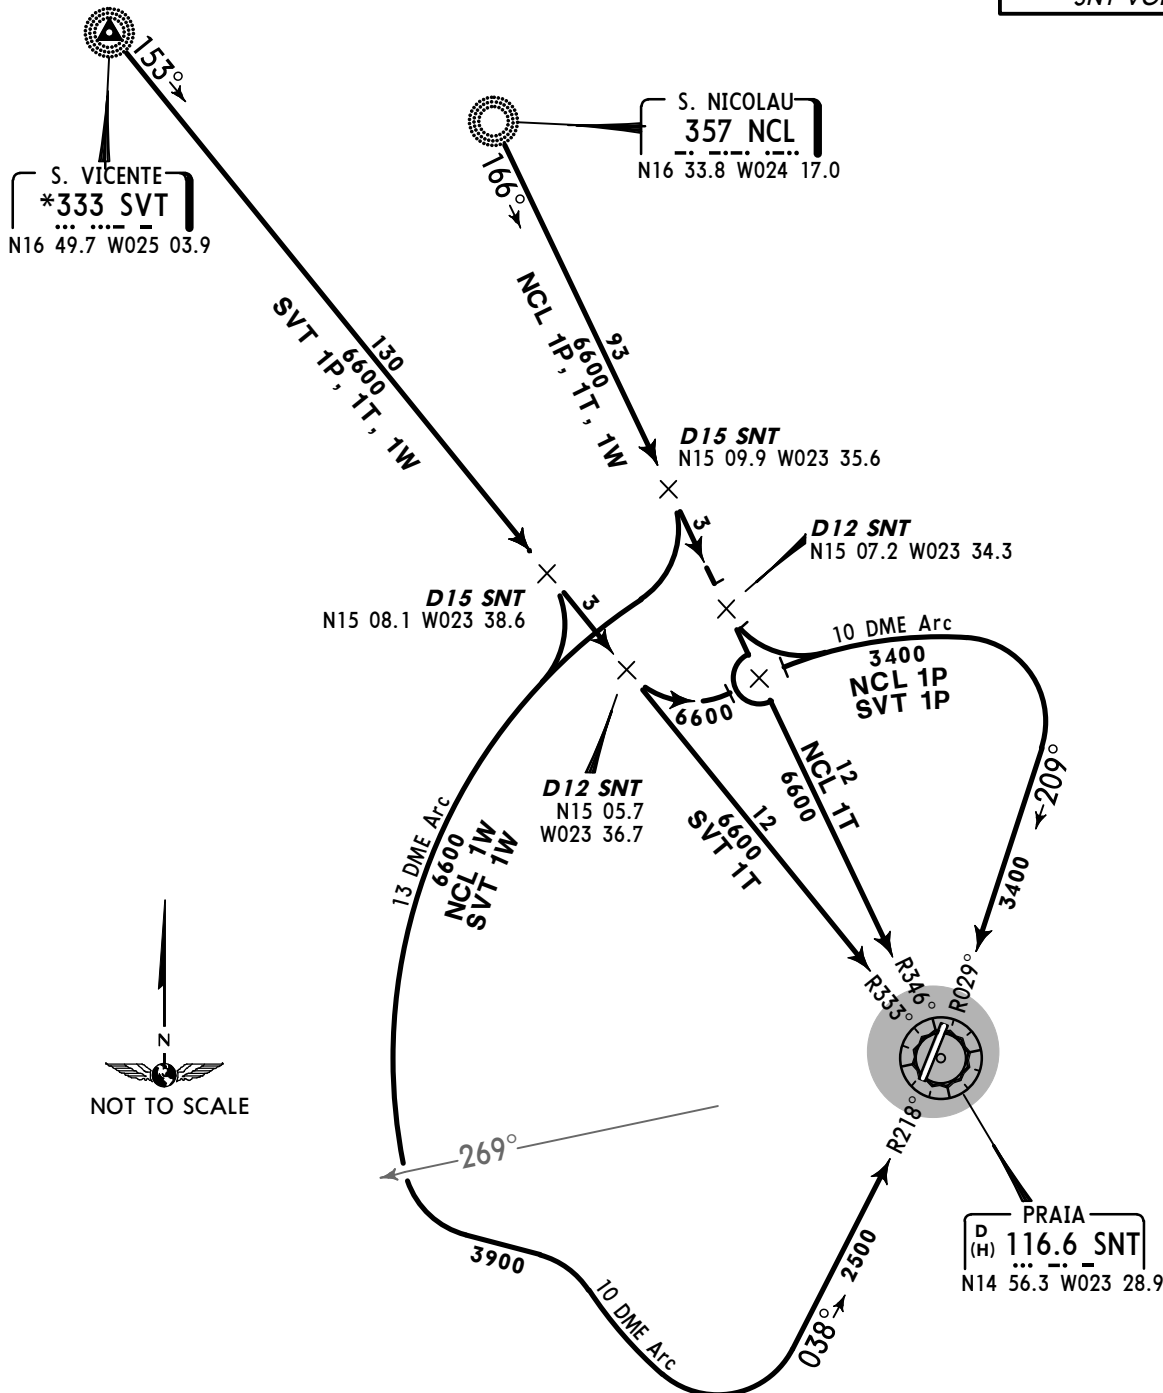 SNT VOR
153°
S. NICOLAU
357 NCL
N16 33.8 W024 17.0
S. VICENTE
*333 SVT
N16 49.7 W025 03.9
166°
130
6600
SVT 1P, 1T, 1W
93
6600
NCL 1P, 1T, 1W
D15 SNT
N15 09.9 W023 35.6
3
D12 SNT
N15 07.2 W023 34.3
D15 SNT
N15 08.1 W023 38.6
3
10 DME Arc
3400
NCL 1P
SVT 1P
6600
209°
D12 SNT
N15 05.7
W023 36.7
12
NCL 1T
6600
12
6600
SVT 1T
13 DME Arc
6600
NCL 1W
SVT 1W
3400
R333°
R346°
R029°
N
NOT TO SCALE
269°
R218°
PRAIA
D
(H) 116.6 SNT
N14 56.3 W023 28.9
3900
2500
038°
10 DME Arc